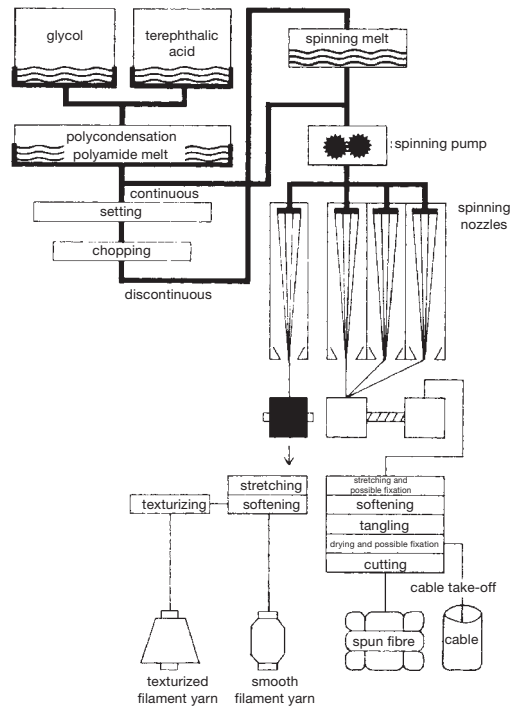 glycol
terephthalic
acid
spinning melt
polycondensation
polyamide melt
spinning pump
continuous
setting
spinning
nozzles
chopping
discontinuous
stretching and
possible fixation
stretching
softening
texturizing
softening
tangling
drying and possible fixation
cutting
cable take-off
spun fibre
cable
texturized
filament yarn
smooth
filament yarn